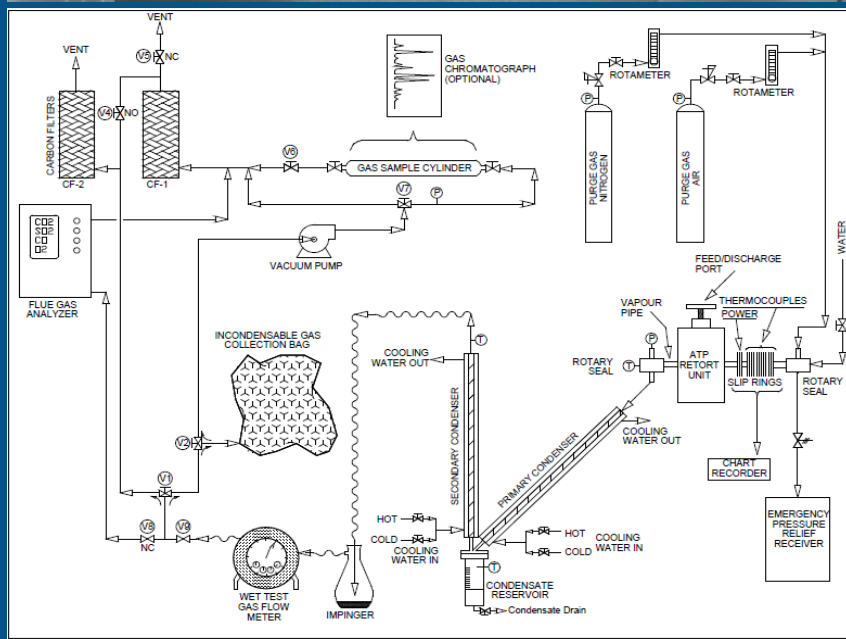 VENT
VENT
V5
NC
V4
NO
CARBON FILTERS
CF-2
CF-1
GAS
CHROMATOGRAPH
(OPTIONAL)
ROTAMETER
ROTAMETER
P
P
PURGE GAS
NITROGEN
PURGE GAS
AIR
V6
GAS SAMPLE CYLINDER
V7
P
VACUUM PUMP
CO2
SO2
CO
O2
FLUE GAS
ANALYZER
WATER
FEED/DISCHARGE
PORT
VAPOUR
PIPE
THERMOCOUPLES
POWER
P
T
ROTARY
SEAL
ATP
RETORT
UNIT
SLIP RINGS
ROTARY
SEAL
INCONDENSABLE GAS
COLLECTION BAG
T
COOLING
WATER OUT
SECONDARY CONDENSER
PRIMARY CONDENSER
COOLING
WATER OUT
CHART
RECORDER
V2
V1
V8
NC
V9
HOT
COLD
COOLING
WATER IN
HOT
COLD
COOLING
WATER IN
EMERGENCY
PRESSURE
RELIEF
RECEIVER
T
CONDENSATE
RESERVOIR
Condensate Drain
WET TEST
GAS FLOW
METER
IMPINGER